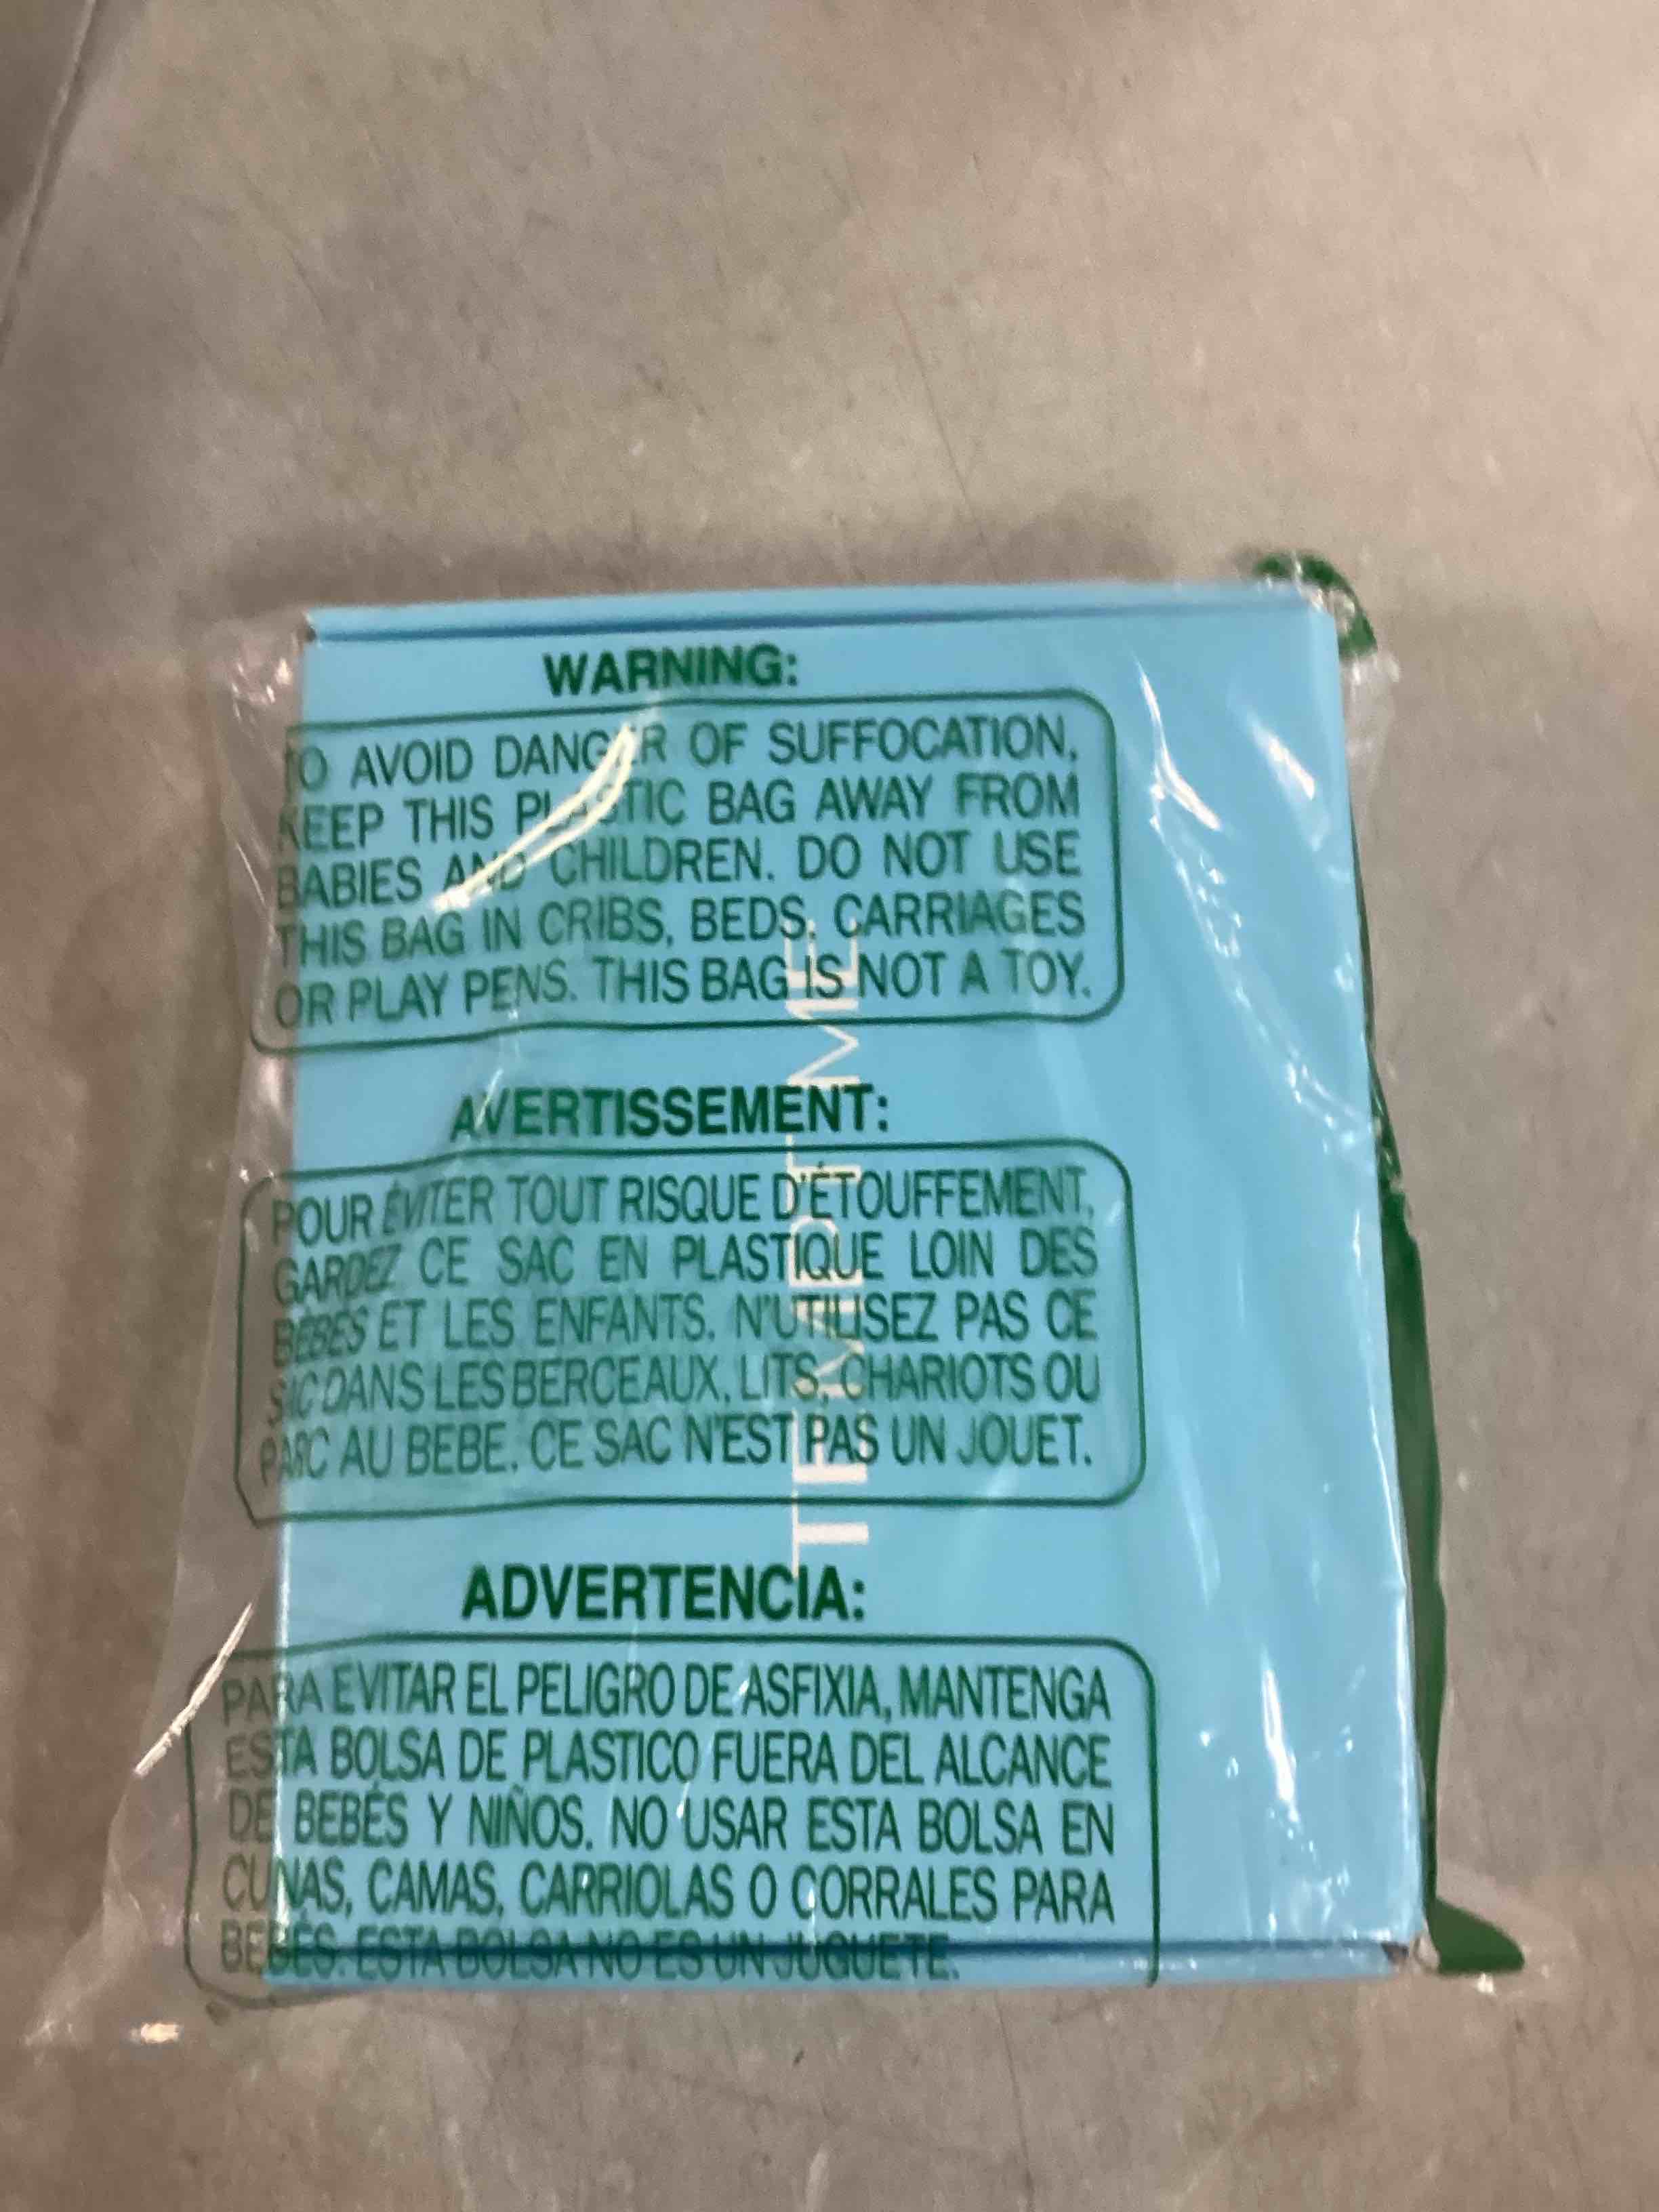 WARNING:
TO AVOID DANGER OF SUFFOCATION,
KEEP THIS PLASTIC BAG AWAY FROM
BABIES AND CHILDREN. DO NOT USE
THIS BAG IN CRIBS, BEDS, CARRIAGES
OR PLAY PENS. THIS BAG IS NOT A TOY.
AVERTISSEMENT:
POUR ÉVITER TOUT RISQUE D'ÉTOUFFEMENT,
GARDEZ CE SAC EN PLASTIQUE LOIN DES
BÉBÉS ET LES ENFANTS. N'UTILISEZ PAS CE
SAC DANS LES BERCEAUX, LITS, CHARIOTS OU
PARC AU BEBE. CE SAC N'EST PAS UN JOUET.
ADVERTENCIA:
PARA EVITAR EL PELIGRO DE ASFIXIA, MANTENGA
ESTA BOLSA DE PLASTICO FUERA DEL ALCANCE
DE BEBÉS Y NIÑOS. NO USAR ESTA BOLSA EN
CUNAS, CAMAS, CARRIOLAS O CORRALES PARA
BEBÉS. ESTA BOLSA NO ES UN JUGUETE.
TEMPT ME